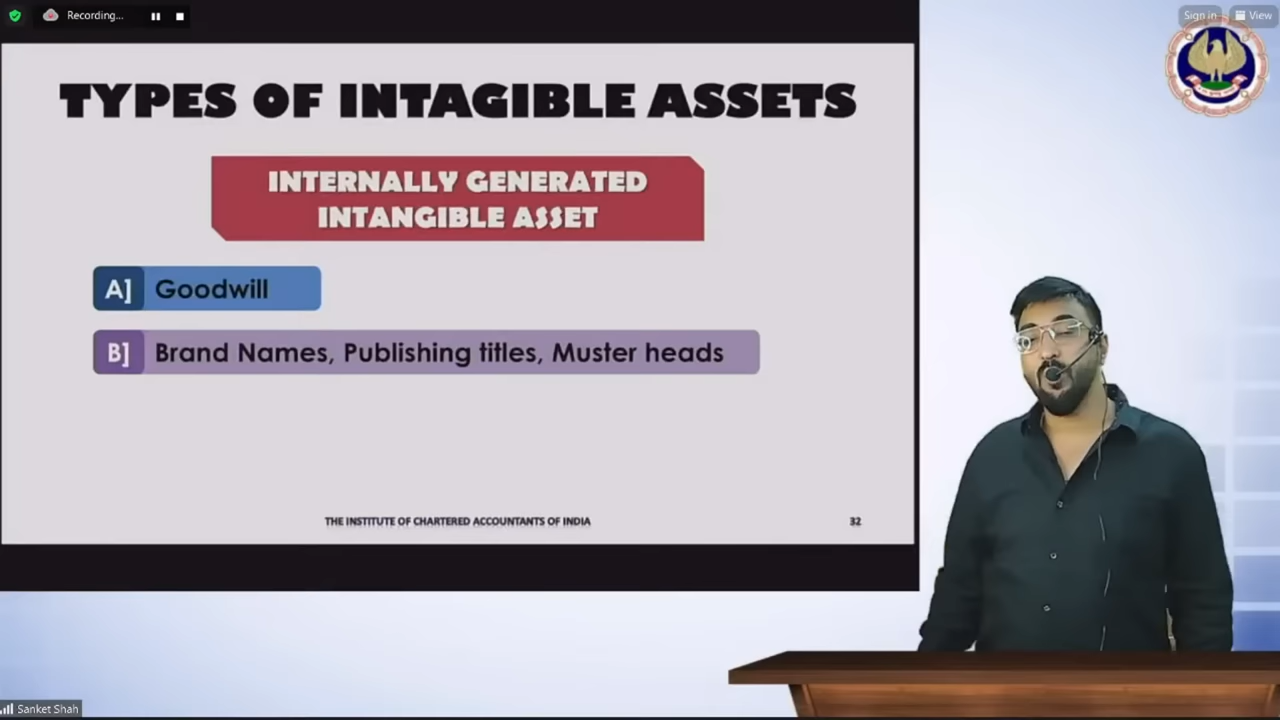 Recording...
Sign in
View
TYPES OF INTAGIBLE ASSETS
INTERNALLY GENERATED
INTANGIBLE ASSET
A] Goodwill
B] Brand Names, Publishing titles, Muster heads
THE INSTITUTE OF CHARTERED ACCOUNTANTS OF INDIA
32
Sanket Shah